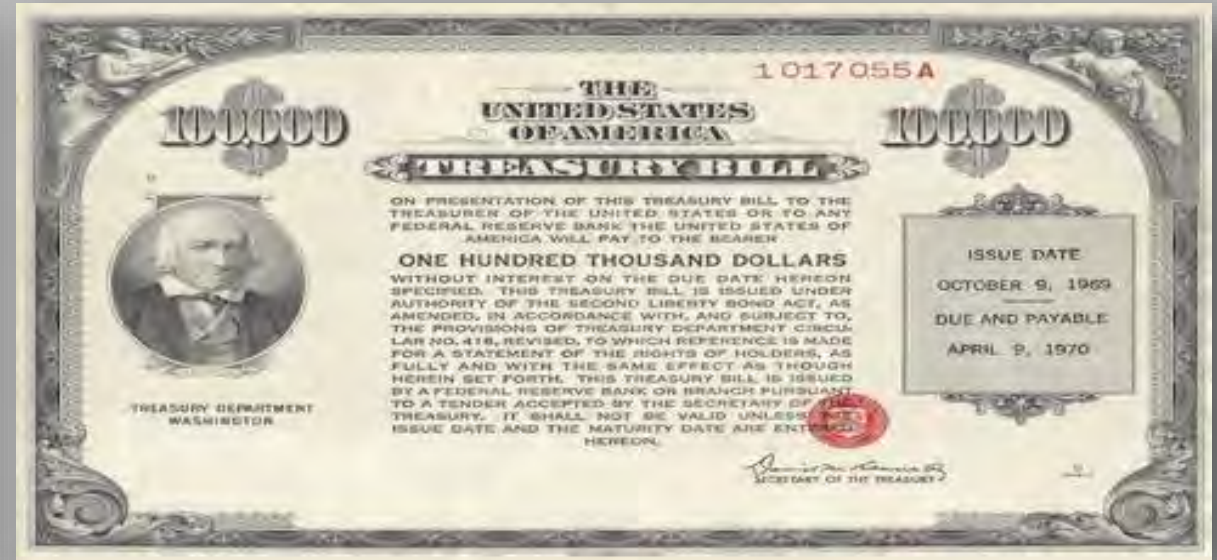 1017055A
THE
UNITED STATES
OF AMERICA
100,000
100,000
TREASURY BILL
ON PRESENTATION OF THIS TREASURY BILL TO THE
TREASURER OF THE UNITED STATES OR TO ANY
FEDERAL RESERVE BANK THE UNITED STATES OF
AMERICA WILL PAY TO THE BEARER
ONE HUNDRED THOUSAND DOLLARS
WITHOUT INTEREST ON THE DUE DATE HEREON
SPECIFIED. THIS TREASURY BILL IS ISSUED UNDER
AUTHORITY OF THE SECOND LIBERTY BOND ACT, AS
AMENDED, IN ACCORDANCE WITH, AND SUBJECT TO,
THE PROVISIONS OF TREASURY DEPARTMENT CIRCU-
LAR NO. 418, REVISED, TO WHICH REFERENCE IS MADE
FOR A STATEMENT OF THE RIGHTS OF HOLDERS, AS
FULLY AND WITH THE SAME EFFECT AS THOUGH
HEREIN SET FORTH. THIS TREASURY BILL IS ISSUED
BY A FEDERAL RESERVE BANK OR BRANCH PURSUANT
TO A TENDER ACCEPTED BY THE SECRETARY OF THE
TREASURY. IT SHALL NOT BE VALID UNLESS THE
ISSUE DATE AND THE MATURITY DATE ARE ENTERED
HEREON.
TREASURY DEPARTMENT
WASHINGTON
ISSUE DATE
OCTOBER 9, 1969
DUE AND PAYABLE
APRIL 9, 1970
SECRETARY OF THE TREASURY